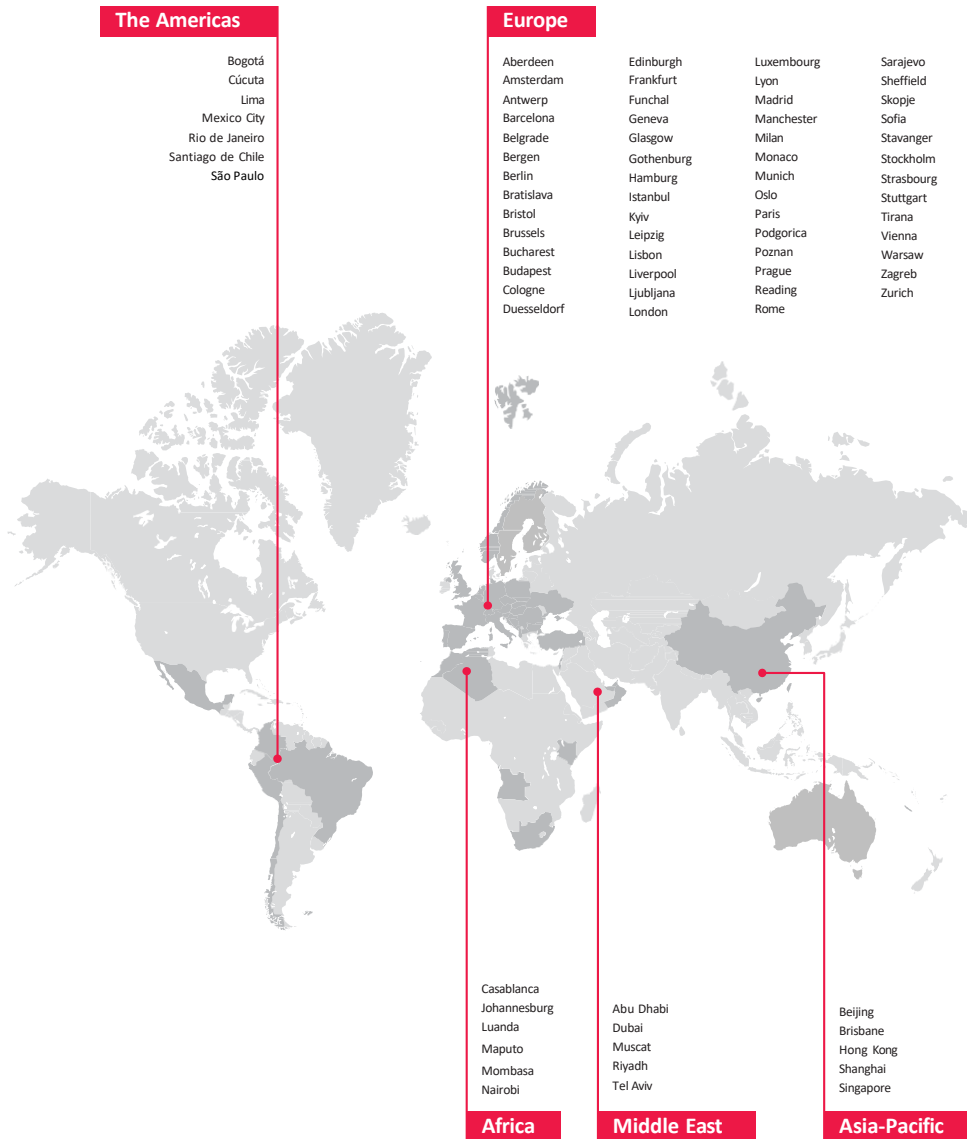 The Americas
Bogotá
Cúcuta
Lima
Mexico City
Rio de Janeiro
Santiago de Chile
São Paulo
Europe
Aberdeen
Amsterdam
Antwerp
Barcelona
Belgrade
Bergen
Berlin
Bratislava
Bristol
Brussels
Bucharest
Budapest
Cologne
Duesseldorf
Edinburgh
Frankfurt
Funchal
Geneva
Glasgow
Gothenburg
Hamburg
Istanbul
Kyiv
Leipzig
Lisbon
Liverpool
Ljubljana
London
Luxembourg
Lyon
Madrid
Manchester
Milan
Monaco
Munich
Oslo
Paris
Podgorica
Poznan
Prague
Reading
Rome
Sarajevo
Sheffield
Skopje
Sofia
Stavanger
Stockholm
Strasbourg
Stuttgart
Tirana
Vienna
Warsaw
Zagreb
Zurich
Casablanca
Johannesburg
Luanda
Maputo
Mombasa
Nairobi
Africa
Abu Dhabi
Dubai
Muscat
Riyadh
Tel Aviv
Middle East
Beijing
Brisbane
Hong Kong
Shanghai
Singapore
Asia-Pacific